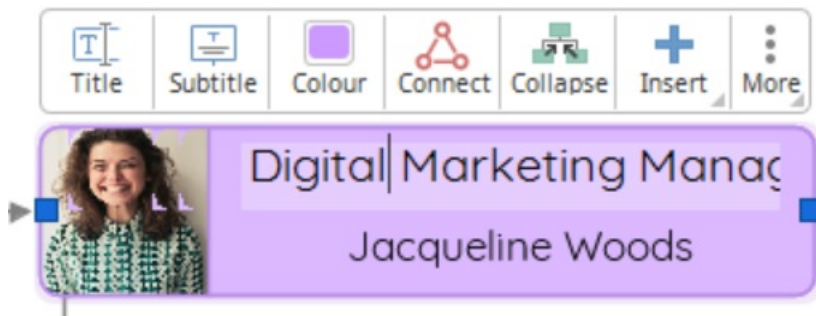 Title Subtitle Colour Connect Collapse Insert More
Digital Marketing Manag
Jacqueline Woods